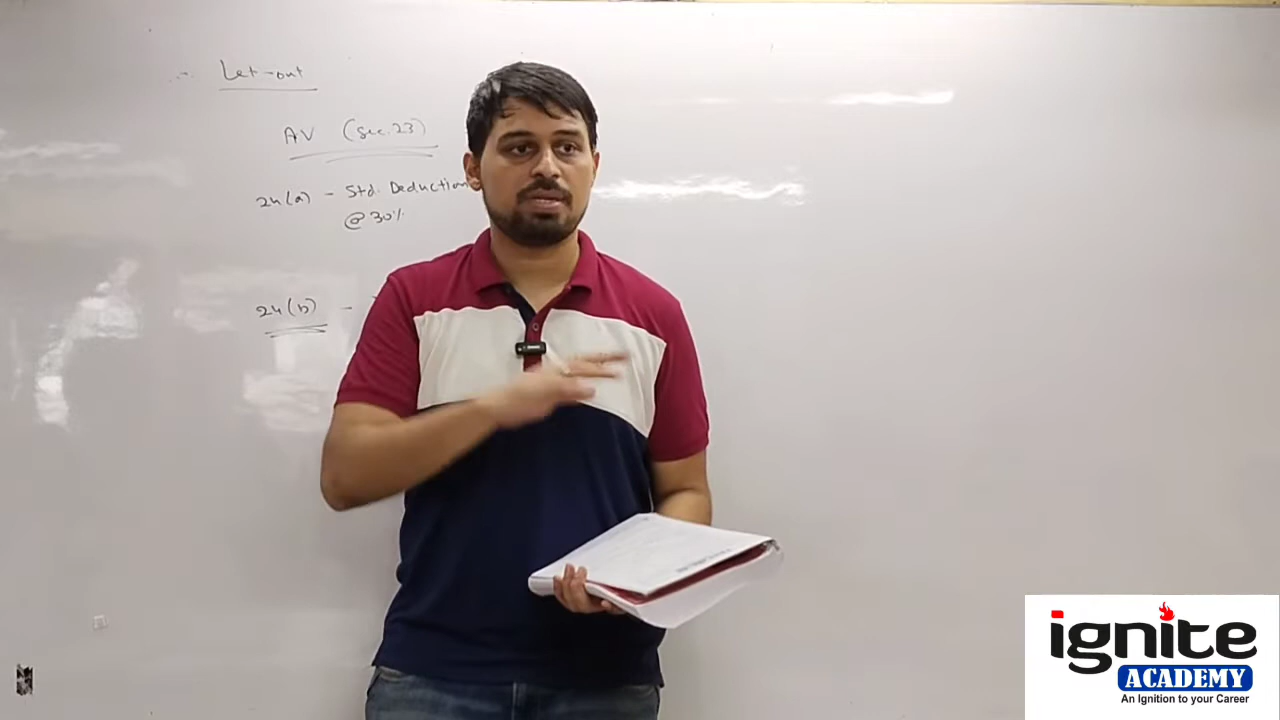 Let-out
AV (Sec. 23)
24(a) - Std. Deduction
@ 30%
24(b) -
ignite
ACADEMY
An Ignition to your Career